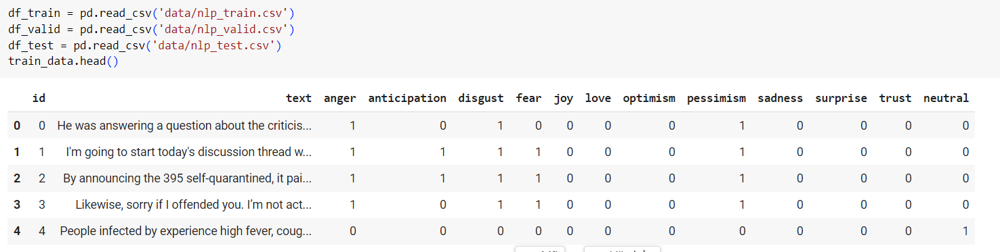 df_train = pd.read_csv('data/nlp_train.csv')
df_valid = pd.read_csv('data/nlp_valid.csv')
df_test = pd.read_csv('data/nlp_test.csv')
train_data.head()
id text anger anticipation disgust fear joy love optimism pessimism sadness surprise trust neutral
0 0 He was answering a question about the criticis... 1 0 1 0 0 0 0 1 0 0 0 0
1 1 I'm going to start today's discussion thread w... 1 1 1 1 0 0 0 1 0 0 0 0
2 2 By announcing the 395 self-quarantined, it pai... 1 1 1 1 0 0 0 1 0 0 0 0
3 3 Likewise, sorry if I offended you. I’m not act... 1 0 1 1 0 0 0 1 0 0 0 0
4 4 People infected by experience high fever, coug... 0 0 0 0 0 0 0 0 0 0 0 1